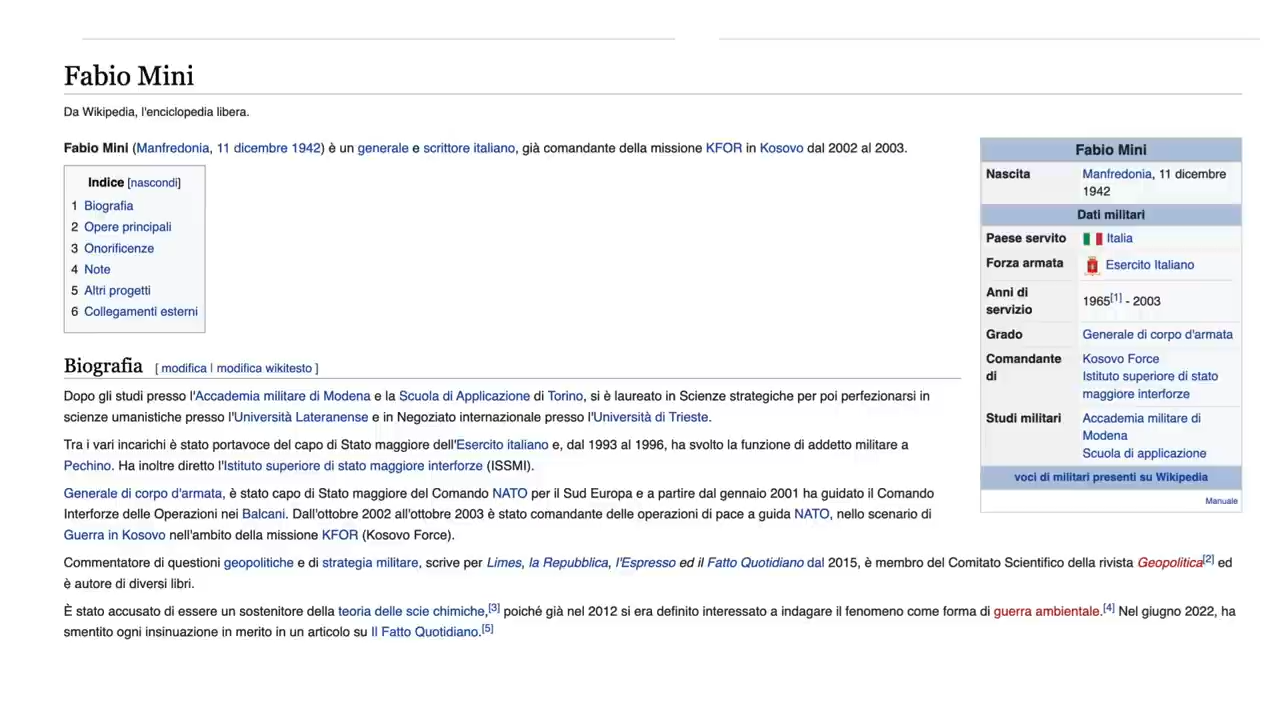 Fabio Mini
Da Wikipedia, l'enciclopedia libera.
Fabio Mini (Manfredonia, 11 dicembre 1942) è un generale e scrittore italiano, già comandante della missione KFOR in Kosovo dal 2002 al 2003.
Indice [nascondi]
1 Biografia
2 Opere principali
3 Onorificenze
4 Note
5 Altri progetti
6 Collegamenti esterni
Fabio Mini
Nascita Manfredonia, 11 dicembre
1942
Dati militari
Paese servito Italia
Forza armata Esercito Italiano
Anni di
servizio 1965[1] - 2003
Grado Generale di corpo d'armata
Comandante Kosovo Force
di Istituto superiore di stato
maggiore interforze
Studi militari Accademia militare di
Modena
Scuola di applicazione
voci di militari presenti su Wikipedia
Manuale
Biografia [ modifica | modifica wikitesto ]
Dopo gli studi presso l'Accademia militare di Modena e la Scuola di Applicazione di Torino, si è laureato in Scienze strategiche per poi perfezionarsi in
scienze umanistiche presso l'Università Lateranense e in Negoziato internazionale presso l'Università di Trieste.
Tra i vari incarichi è stato portavoce del capo di Stato maggiore dell'Esercito italiano e, dal 1993 al 1996, ha svolto la funzione di addetto militare a
Pechino. Ha inoltre diretto l'Istituto superiore di stato maggiore interforze (ISSMI).
Generale di corpo d'armata, è stato capo di Stato maggiore del Comando NATO per il Sud Europa e a partire dal gennaio 2001 ha guidato il Comando
Interforze delle Operazioni nei Balcani. Dall'ottobre 2002 all'ottobre 2003 è stato comandante delle operazioni di pace a guida NATO, nello scenario di
Guerra in Kosovo nell'ambito della missione KFOR (Kosovo Force).
Commentatore di questioni geopolitiche e di strategia militare, scrive per Limes, la Repubblica, l'Espresso ed il Fatto Quotidiano dal 2015, è membro del Comitato Scientifico della rivista Geopolitica[2] ed
è autore di diversi libri.
È stato accusato di essere un sostenitore della teoria delle scie chimiche,[3] poiché già nel 2012 si era definito interessato a indagare il fenomeno come forma di guerra ambientale.[4] Nel giugno 2022, ha
smentito ogni insinuazione in merito in un articolo su Il Fatto Quotidiano.[5]